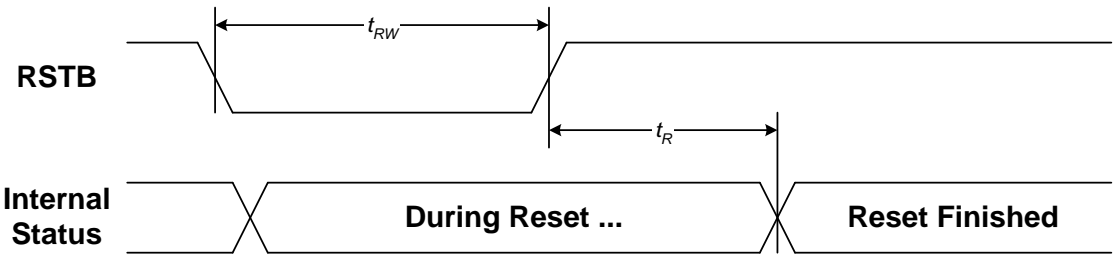 t_RW
RSTB
t_R
Internal
Status
During Reset ...
Reset Finished